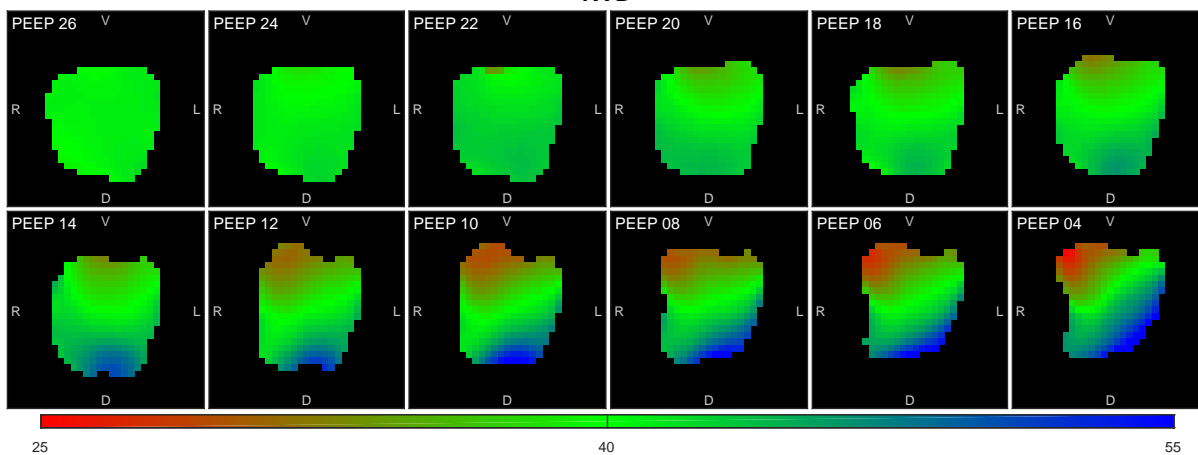 PEEP 26 V R L D
PEEP 24 V R L D
PEEP 22 V R L D
PEEP 20 V R L D
PEEP 18 V R L D
PEEP 16 V R L D
PEEP 14 V R L D
PEEP 12 V R L D
PEEP 10 V R L D
PEEP 08 V R L D
PEEP 06 V R L D
PEEP 04 V R L D
25 40 55